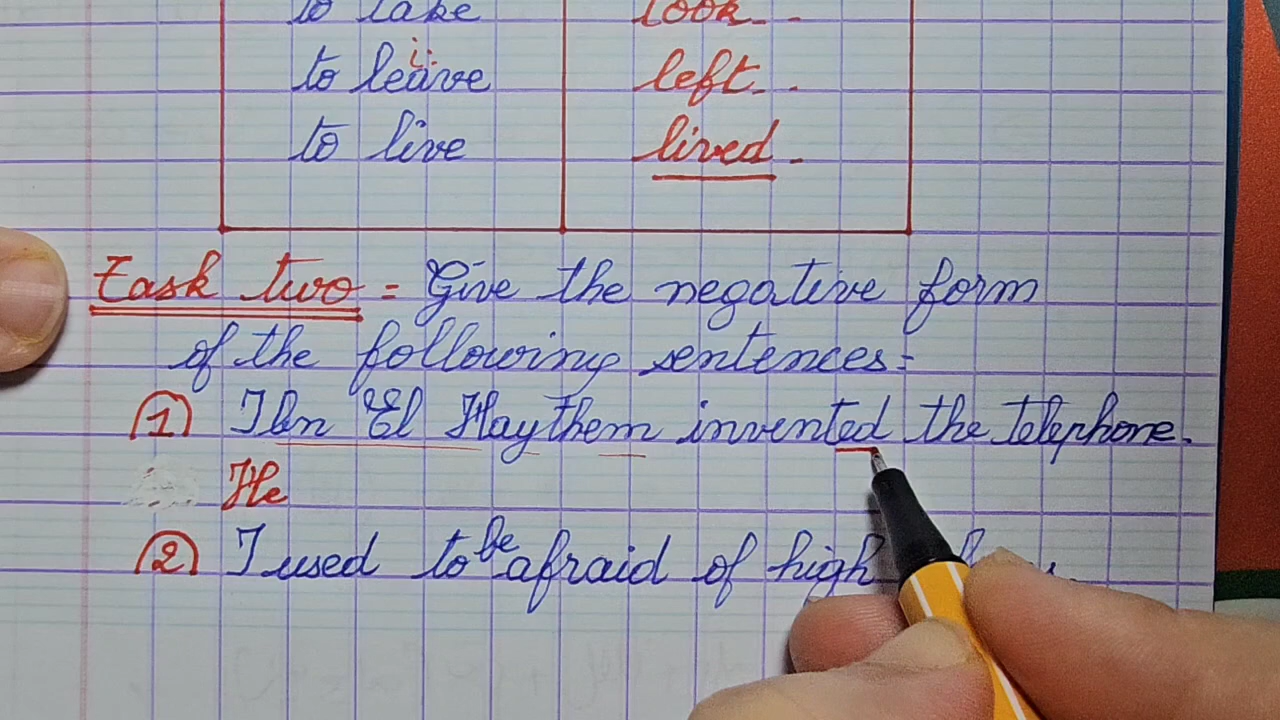 to take took - .
to leave i: left - .
to live lived -
Task two = Give the negative form
of the following sentences =
1 Ibn El Haythem invented the telephone.
He
2 I used to be afraid of high